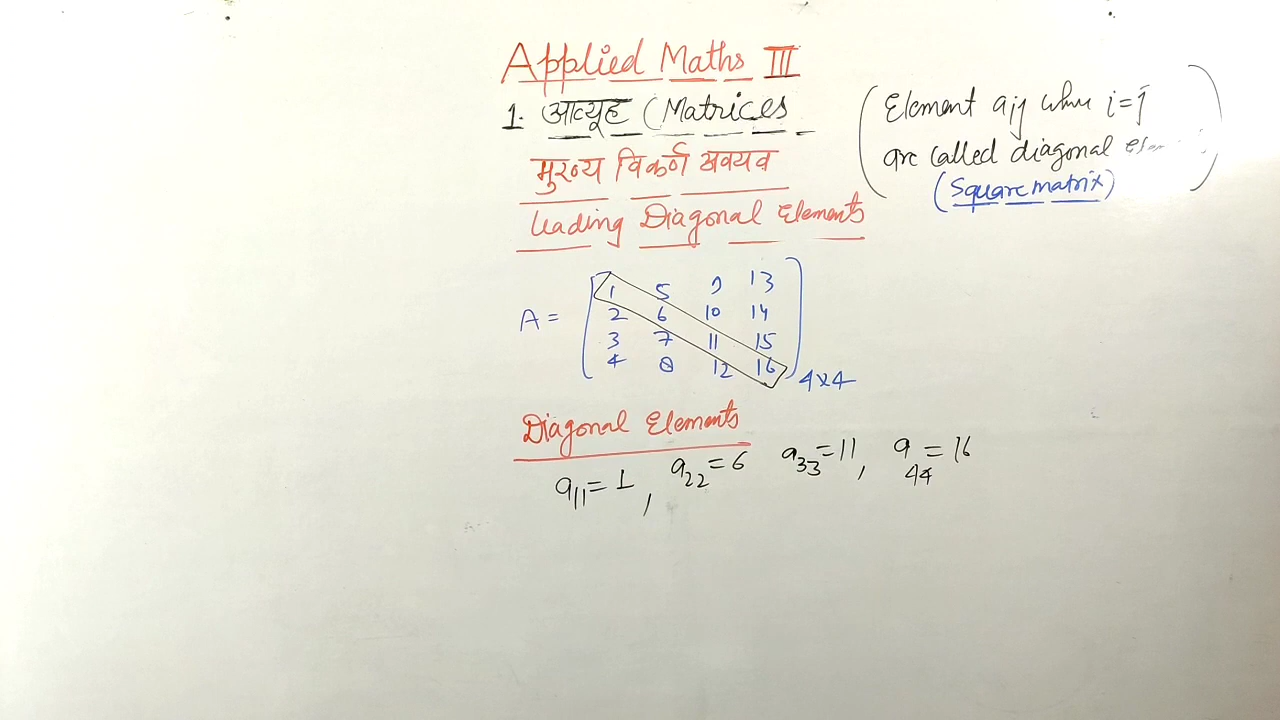 Applied Maths III
1. आव्यूह (Matrices
मुख्य विकर्ण अवयव
Leading Diagonal Elements
(Element aij when i=j
are called diagonal
(Square matrix)
A = [1 5 9 13
2 6 10 14
3 7 11 15
4 8 12 16] 4x4
Diagonal Elements
a11 = 1, a22 = 6 a33 = 11, a44 = 16